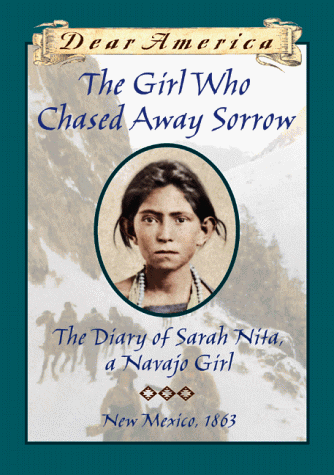 Dear America
The Girl Who
Chased Away Sorrow
The Diary of Sarah Nita,
a Navajo Girl
New Mexico, 1863